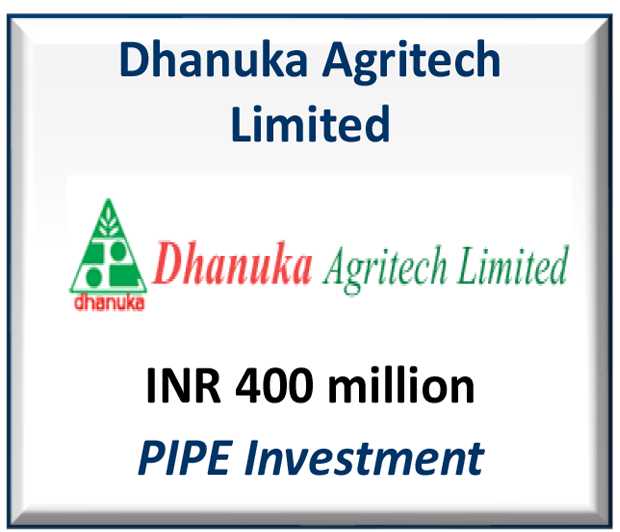 Dhanuka Agritech
Limited
dhanuka
Dhanuka Agritech Limited
INR 400 million
PIPE Investment